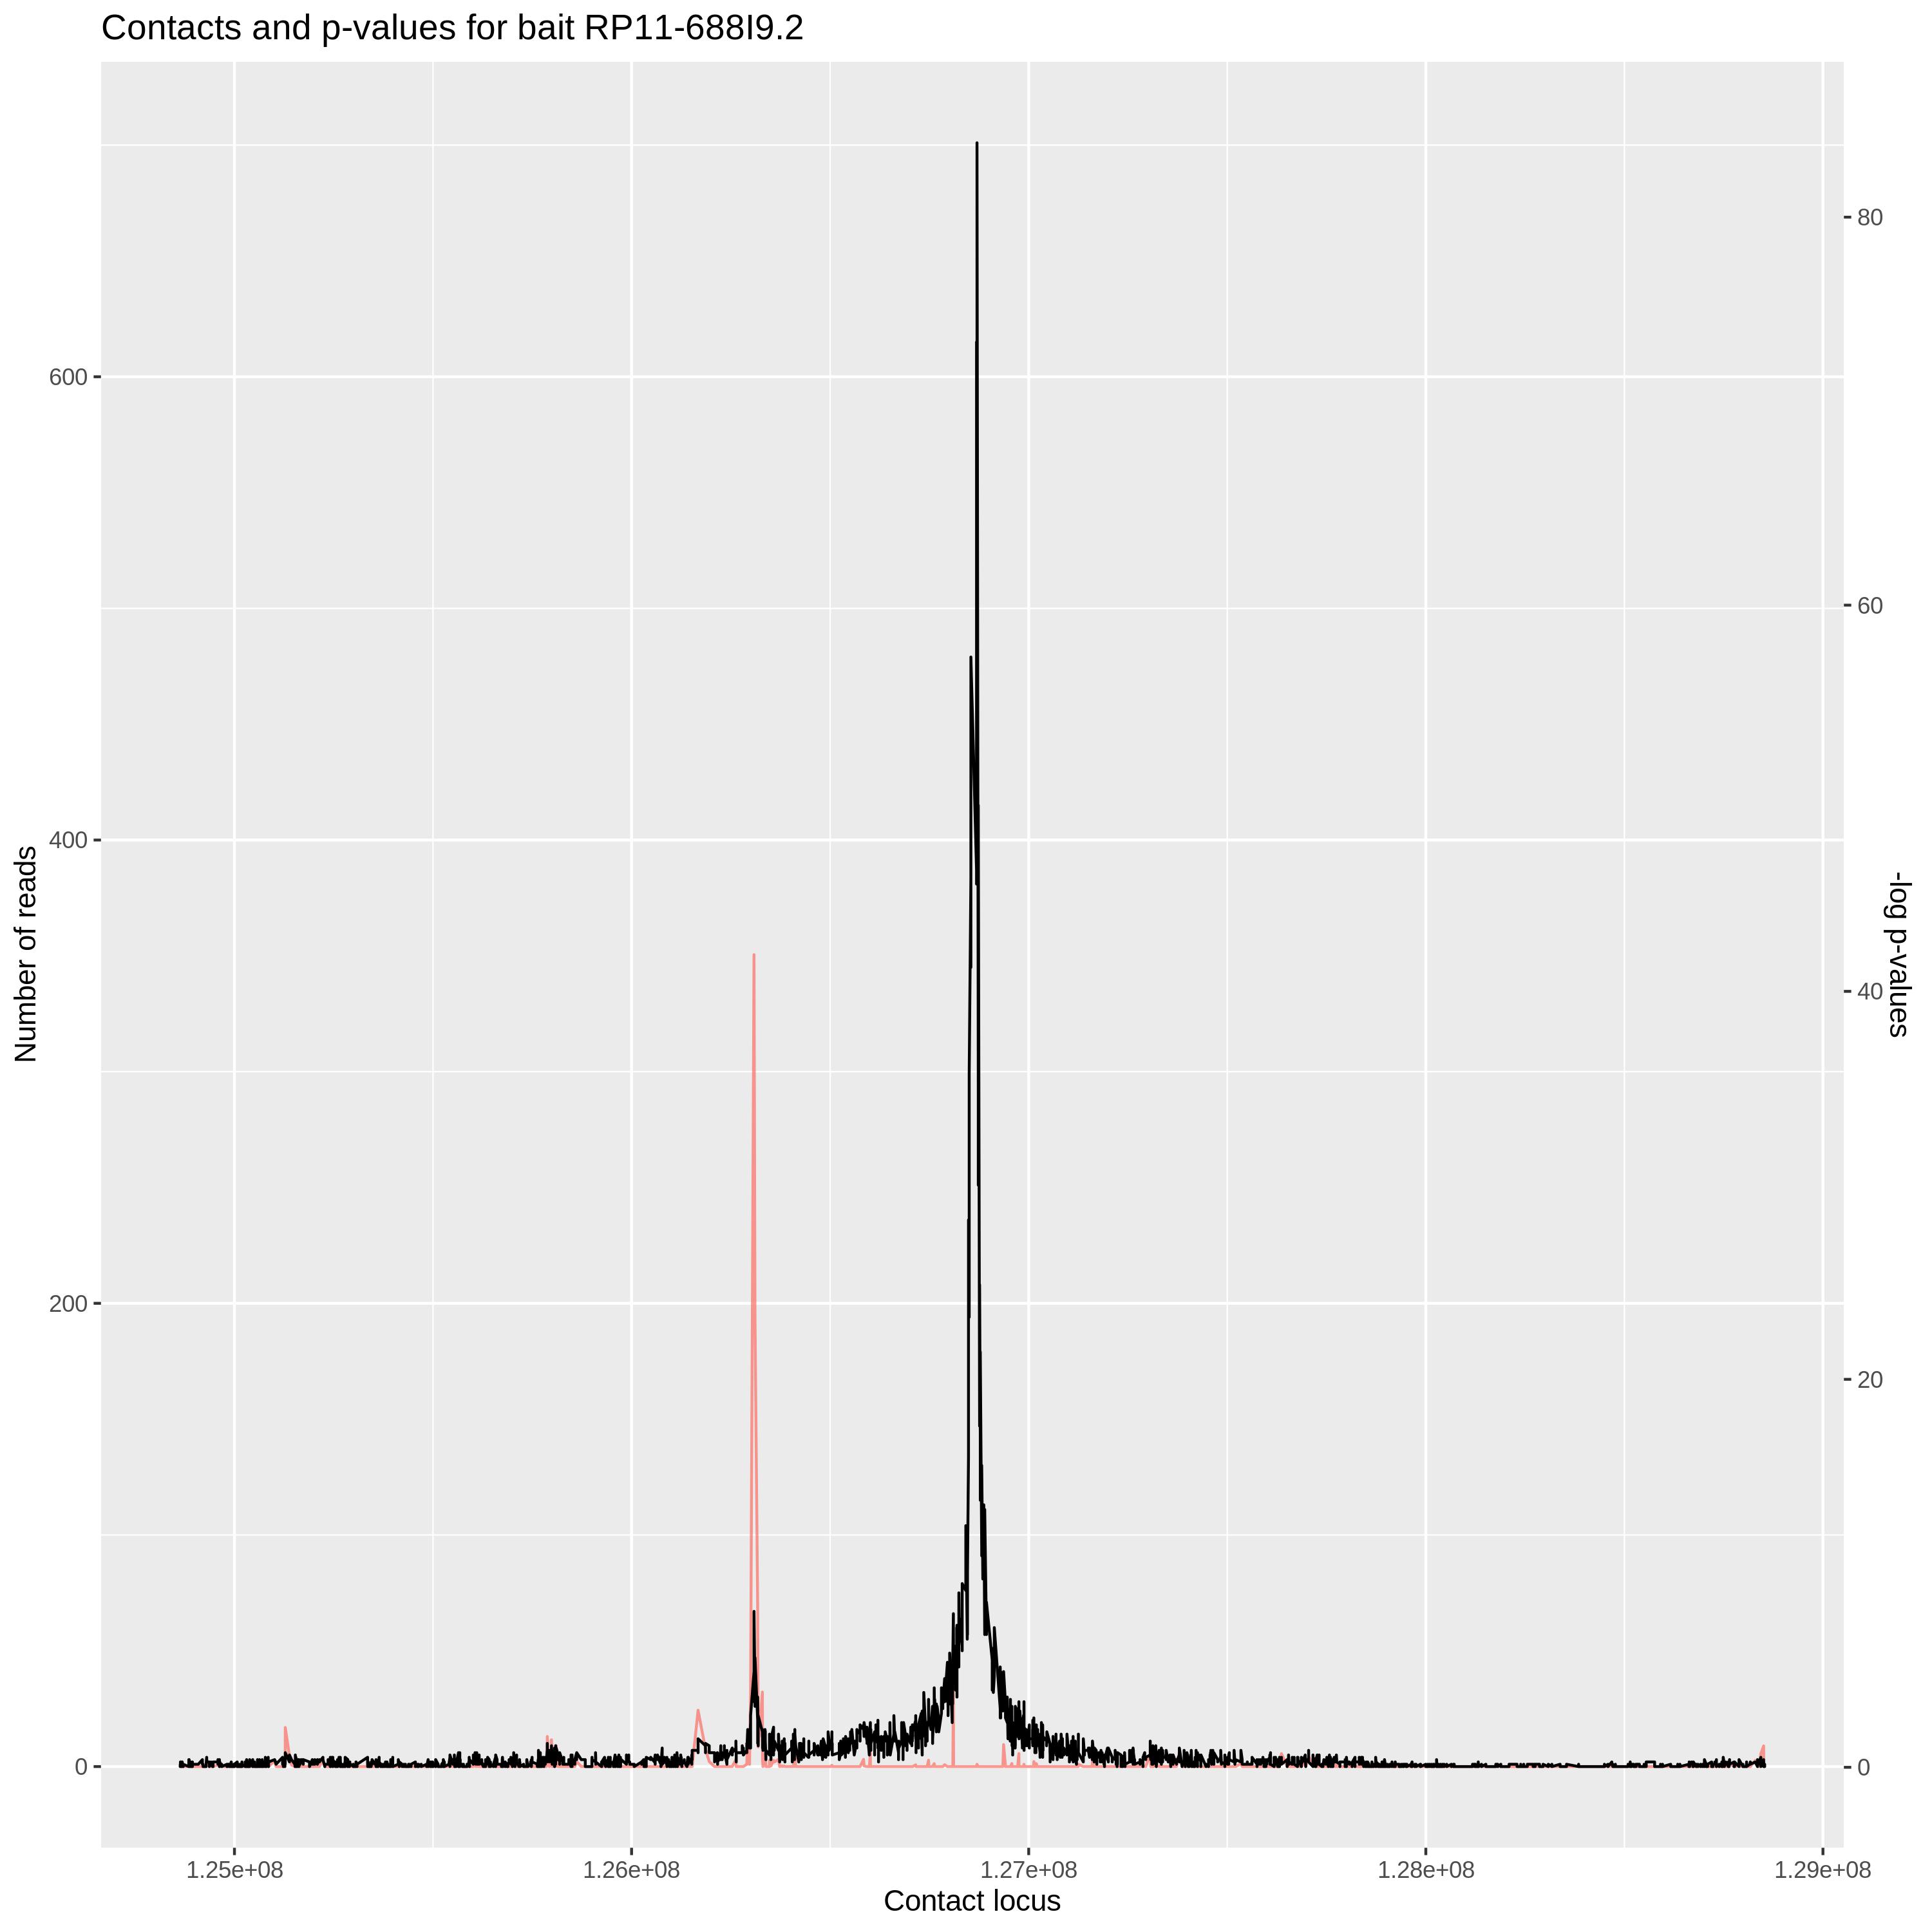 Contacts and p-values for bait RP11-688I9.2
Number of reads
600
400
200
0
80
60
40
20
0
-log p-values
1.25e+08
1.26e+08
1.27e+08
1.28e+08
1.29e+08
Contact locus